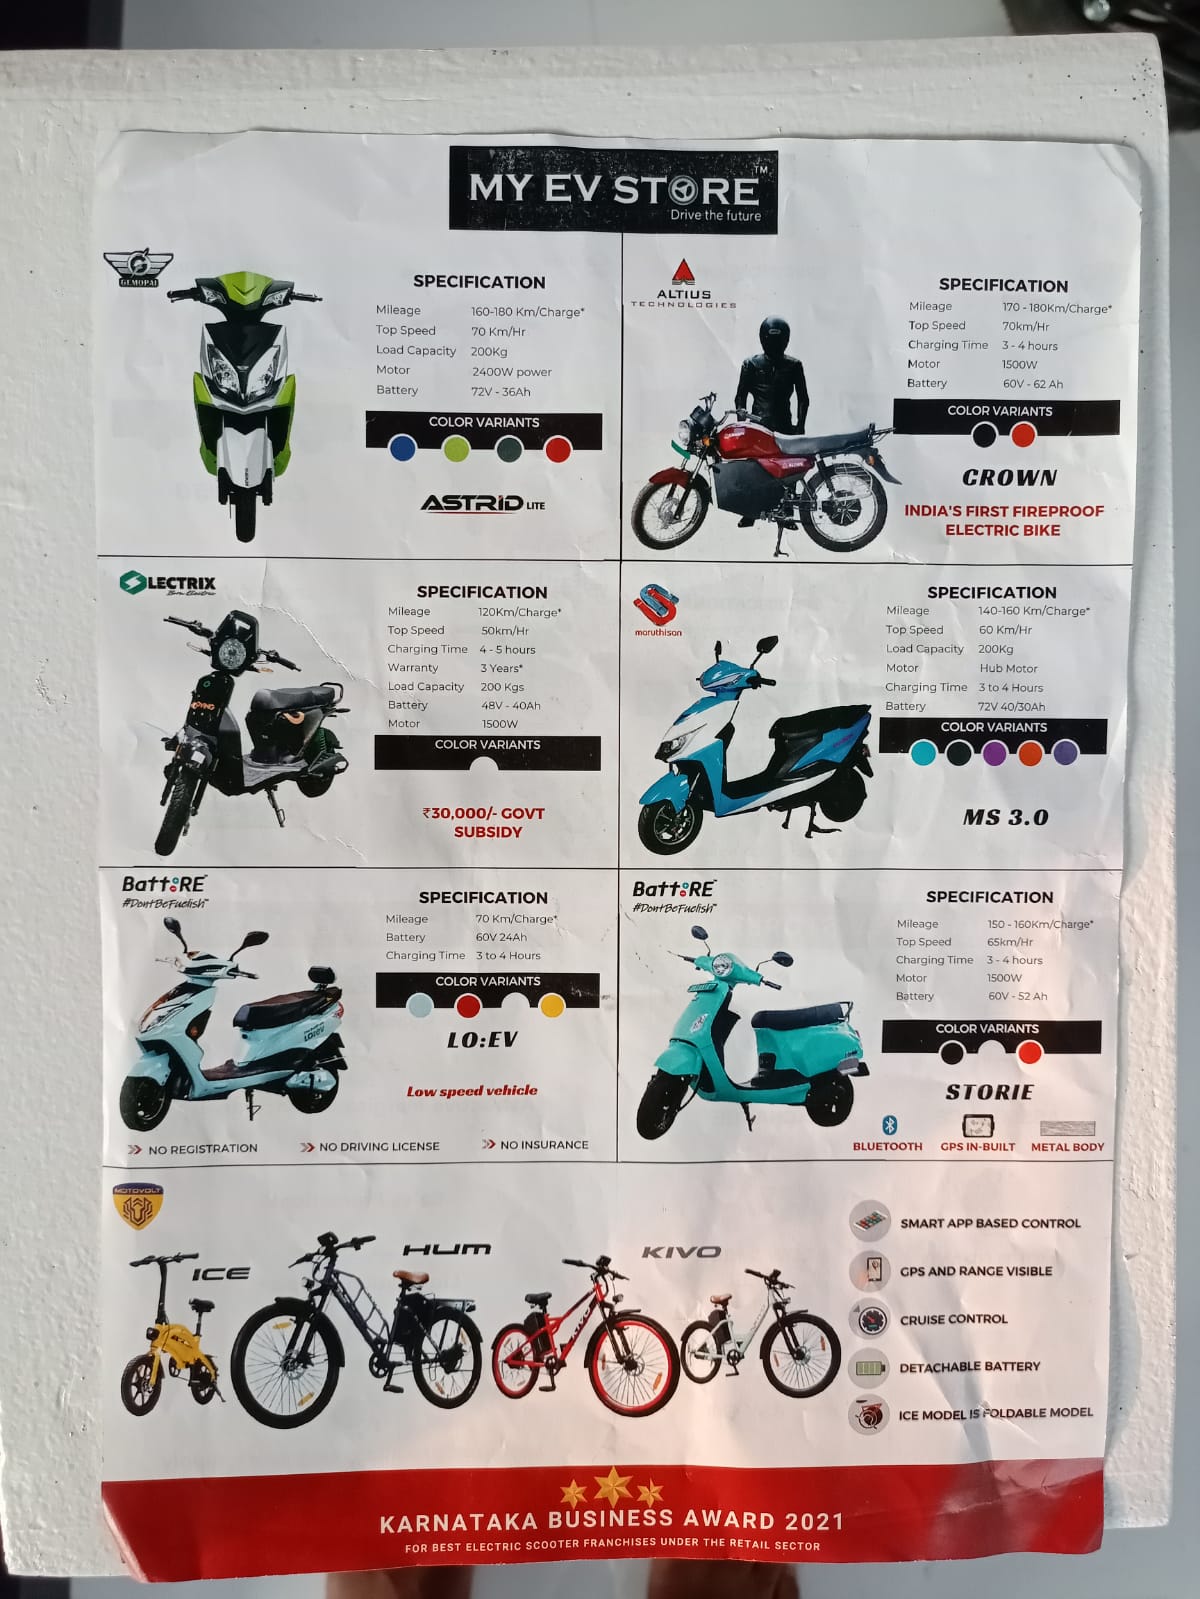 MY EV STORE TM
Drive the future
GEMOPAI
SPECIFICATION
Mileage 160-180 Km/Charge*
Top Speed 70 Km/Hr
Load Capacity 200Kg
Motor 2400W power
Battery 72V - 36Ah
COLOR VARIANTS
ASTRID LITE
ALTIUS
TECHNOLOGIES
SPECIFICATION
Mileage 170 - 180Km/Charge*
Top Speed 70km/Hr
Charging Time 3 - 4 hours
Motor 1500W
Battery 60V - 62 Ah
COLOR VARIANTS
CROWN
INDIA'S FIRST FIREPROOF
ELECTRIC BIKE
LECTRIX
SPECIFICATION
Mileage 120Km/Charge*
Top Speed 50km/Hr
Charging Time 4 - 5 hours
Warranty 3 Years*
Load Capacity 200 Kgs
Battery 48V - 40Ah
Motor 1500W
COLOR VARIANTS
₹30,000/- GOVT
SUBSIDY
maruthisan
SPECIFICATION
Mileage 140-160 Km/Charge*
Top Speed 60 Km/Hr
Load Capacity 200Kg
Motor Hub Motor
Charging Time 3 to 4 Hours
Battery 72V 40/30Ah
COLOR VARIANTS
MS 3.0
Batt:RE™
#DontBeFuelish™
SPECIFICATION
Mileage 70 Km/Charge*
Battery 60V 24Ah
Charging Time 3 to 4 Hours
COLOR VARIANTS
LO:EV
Low speed vehicle
NO REGISTRATION NO DRIVING LICENSE NO INSURANCE
Batt:RE™
#DontBeFuelish™
SPECIFICATION
Mileage 150 - 160Km/Charge*
Top Speed 65km/Hr
Charging Time 3 - 4 hours
Motor 1500W
Battery 60V - 52 Ah
COLOR VARIANTS
STORIE
BLUETOOTH GPS IN-BUILT METAL BODY
MOTOVOLT
ICE
HUM
KIVO
SMART APP BASED CONTROL
GPS AND RANGE VISIBLE
CRUISE CONTROL
DETACHABLE BATTERY
ICE MODEL IS FOLDABLE MODEL
KARNATAKA BUSINESS AWARD 2021
FOR BEST ELECTRIC SCOOTER FRANCHISES UNDER THE RETAIL SECTOR